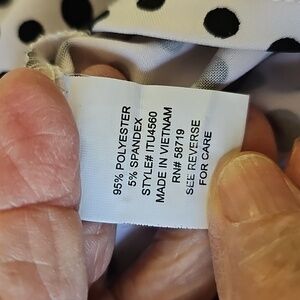 95% POLYESTER
5% SPANDEX
STYLE# ITU4560
MADE IN VIETNAM
RN# 58719
SEE REVERSE
FOR CARE